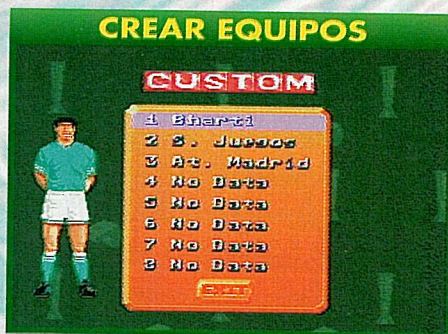 CREAR EQUIPOS
CUSTOM
1 Bharti
2 S. Juegos
3 At. Madrid
4 No Data
5 No Data
6 No Data
7 No Data
8 No Data
Exit